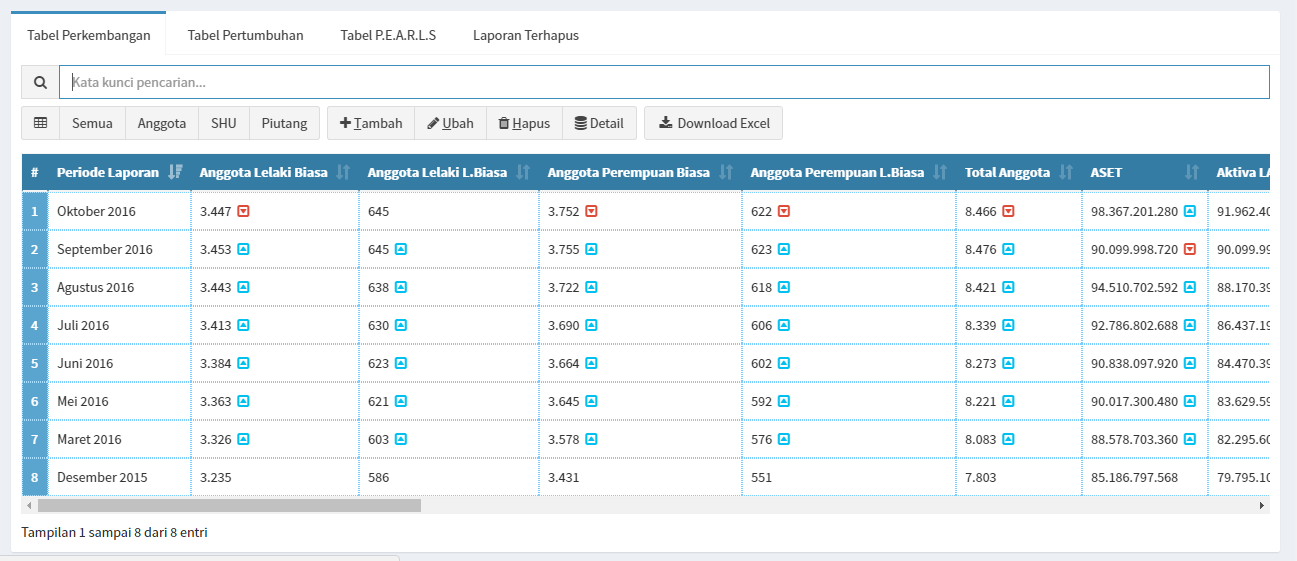 Tabel Perkembangan Tabel Pertumbuhan Tabel P.E.A.R.L.S Laporan Terhapus
Kata kunci pencarian...
Semua Anggota SHU Piutang Tambah Ubah Hapus Detail Download Excel
# Periode Laporan Anggota Lelaki Biasa Anggota Lelaki L.Biasa Anggota Perempuan Biasa Anggota Perempuan L.Biasa Total Anggota ASET Aktiva
1 Oktober 2016 3.447 645 3.752 622 8.466 98.367.201.280 91.962.40
2 September 2016 3.453 645 3.755 623 8.476 90.099.998.720 90.099.99
3 Agustus 2016 3.443 638 3.722 618 8.421 94.510.702.592 88.170.39
4 Juli 2016 3.413 630 3.690 606 8.339 92.786.802.688 86.437.19
5 Juni 2016 3.384 623 3.664 602 8.273 90.838.097.920 84.470.39
6 Mei 2016 3.363 621 3.645 592 8.221 90.017.300.480 83.629.59
7 Maret 2016 3.326 603 3.578 576 8.083 88.578.703.360 82.295.60
8 Desember 2015 3.235 586 3.431 551 7.803 85.186.797.568 79.795.10
Tampilan 1 sampai 8 dari 8 entri